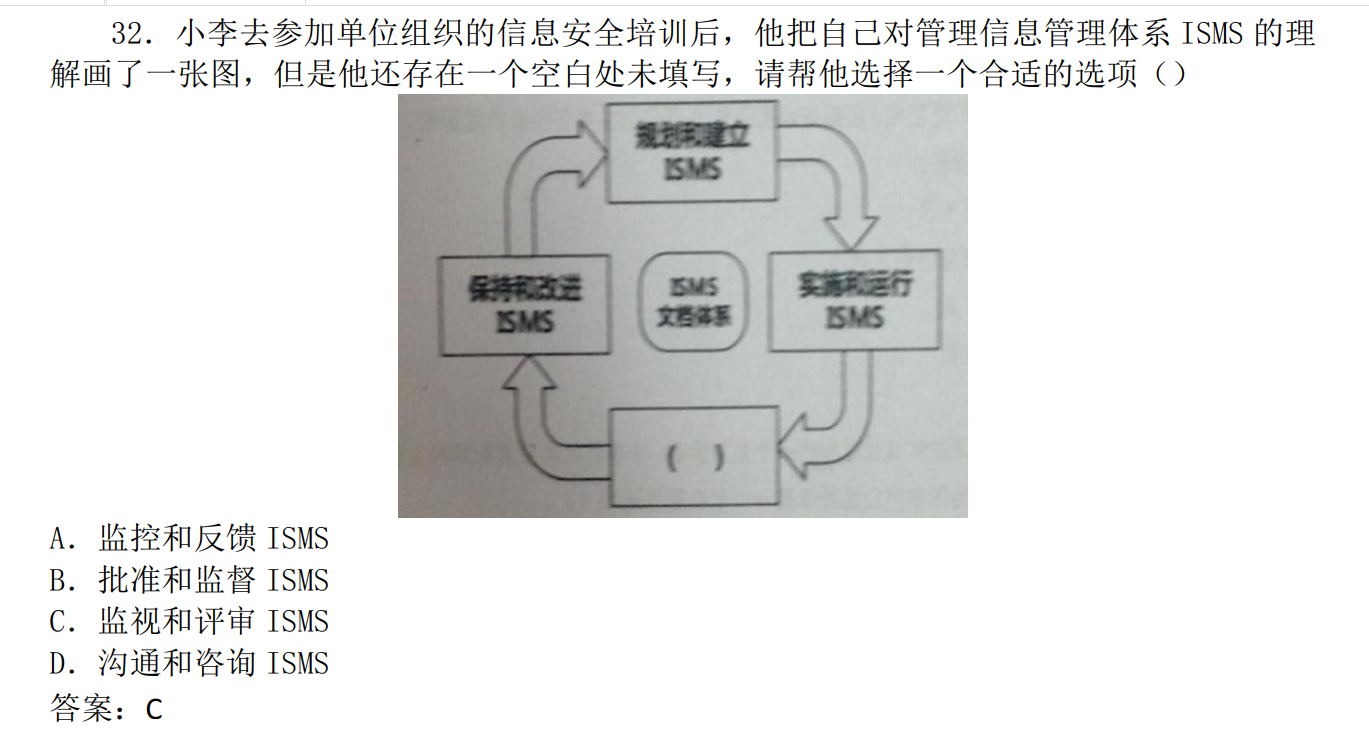 32. 小李去参加单位组织的信息安全培训后，他把自己对管理信息管理体系 ISMS 的理
解画了一张图，但是他还存在一个空白处未填写，请帮他选择一个合适的选项（）
规划和建立
ISMS
保持和改进
ISMS
ISMS
文档体系
实施和运行
ISMS
( )
A. 监控和反馈 ISMS
B. 批准和监督 ISMS
C. 监视和评审 ISMS
D. 沟通和咨询 ISMS
答案：C